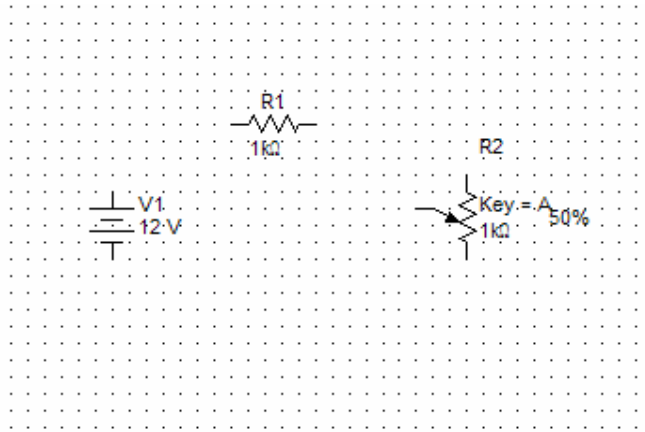 R1
1kΩ
R2
V1
12 V
Key = A
50%
1kΩ